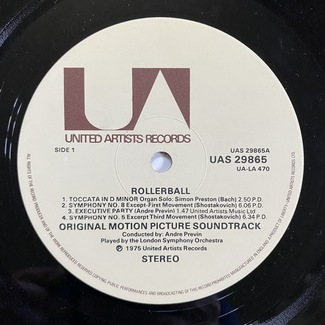 UA
UNITED ARTISTS RECORDS
SIDE 1
UAS 29865A
UAS 29865
UA-LA 470
ROLLERBALL
1. TOCCATA IN D MINOR Organ Solo: Simon Preston (Bach) 2.50 P.D.
2. SYMPHONY NO. 8 Except-First Movement (Shostakovich) P.D.
3. EXECUTIVE PARTY (Andre Previn) 1.47 United Artists Music Ltd
4. SYMPHONY NO. 5 Except Third Movement (Shostakovich) 6.34 P.D.
ORIGINAL MOTION PICTURE SOUNDTRACK
Conducted by: Andre Previn
Played by the London Symphony Orchestra
℗ 1975 United Artists Records
STEREO